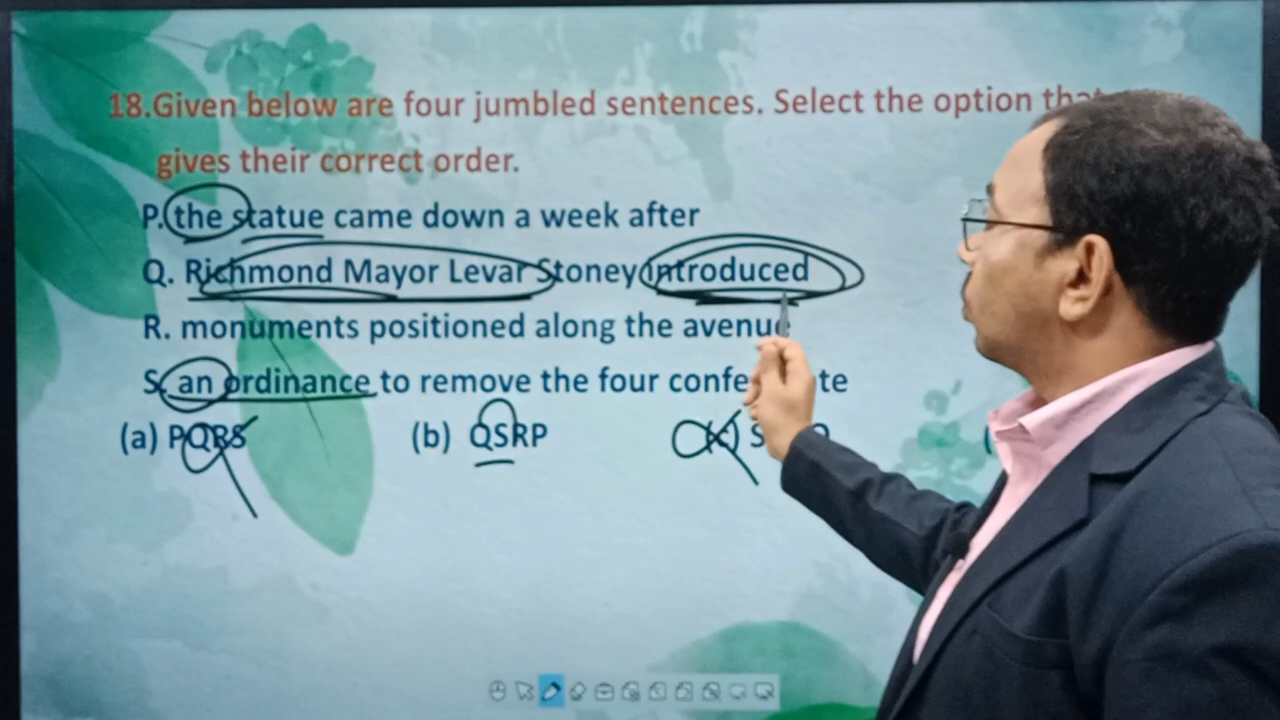 18.Given below are four jumbled sentences. Select the option that
gives their correct order.
P. the statue came down a week after
Q. Richmond Mayor Levar Stoney introduced
R. monuments positioned along the avenue
S. an ordinance to remove the four confe te
(a) PQRS (b) QSRP (c) S